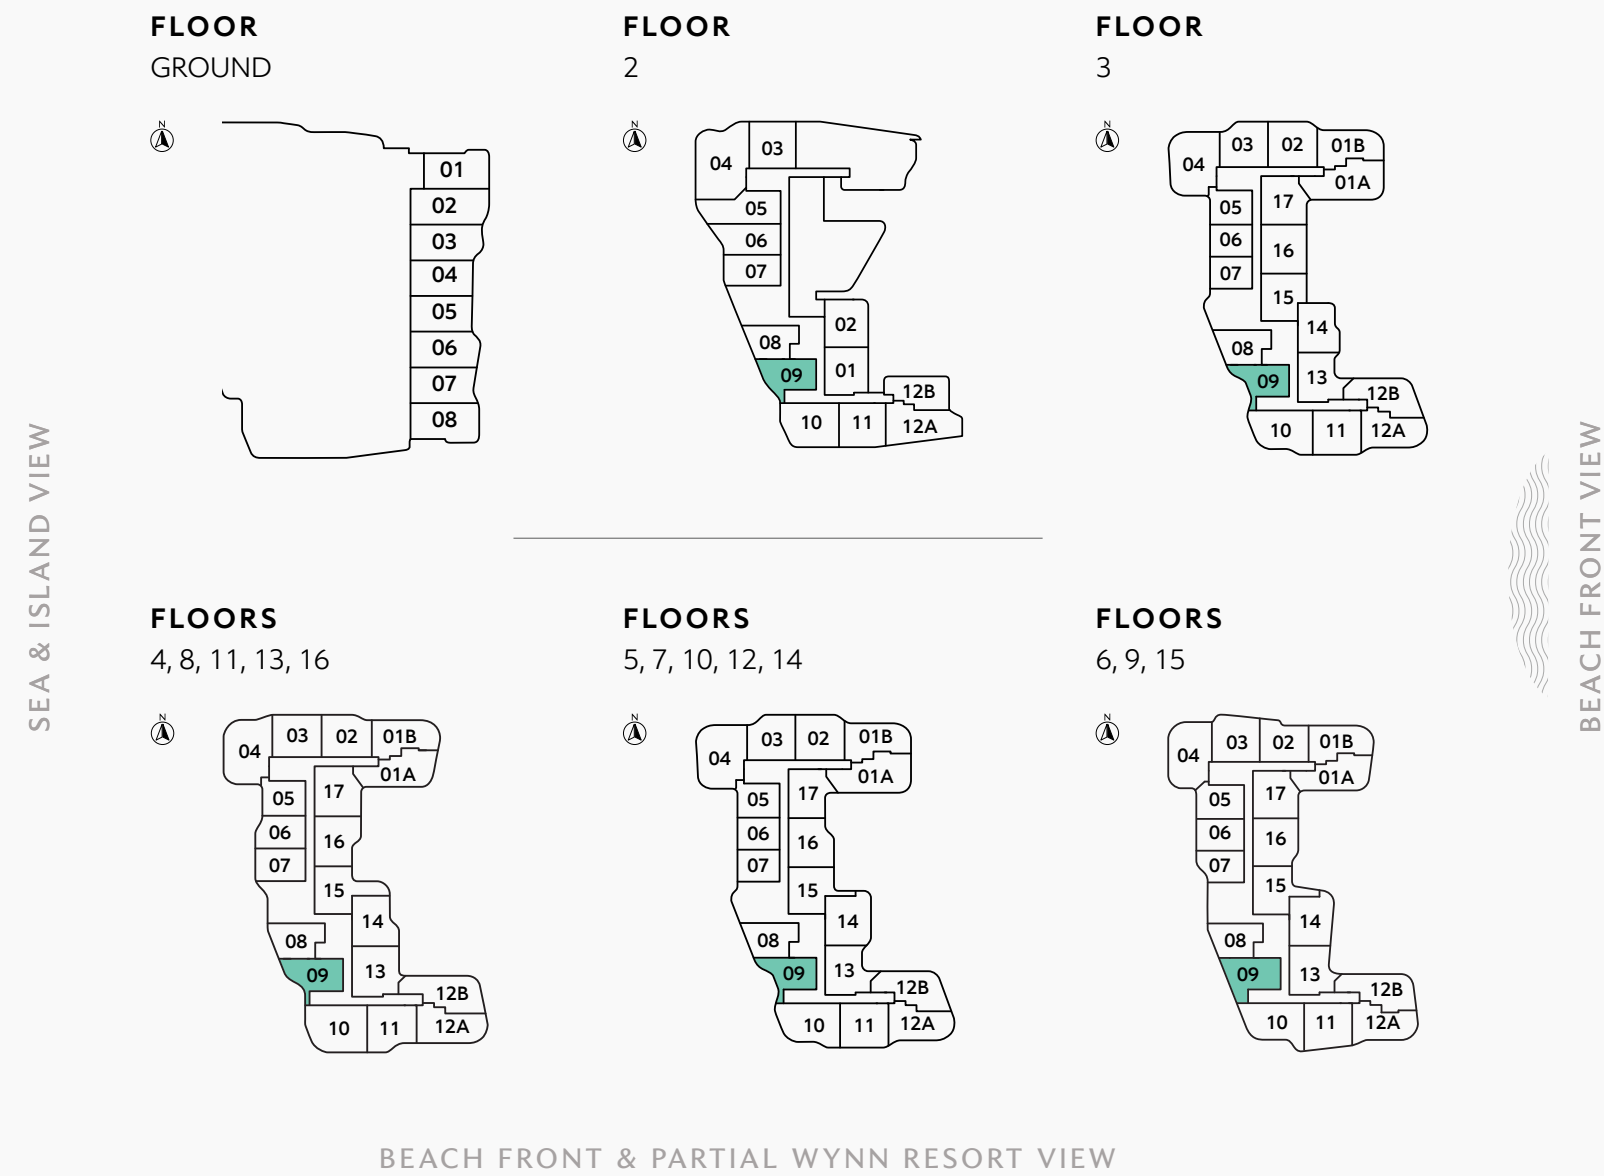 FLOOR
GROUND
N
01
02
03
04
05
06
07
08
FLOOR
2
N
03
04
05
06
07
02
08
01
09
12B
10
11
12A
FLOOR
3
N
03
02
01B
04
01A
17
05
06
16
07
15
14
08
13
09
12B
10
11
12A
SEA & ISLAND VIEW
BEACH FRONT VIEW
FLOORS
4, 8, 11, 13, 16
N
03
02
01B
04
01A
17
05
06
16
07
15
14
08
13
09
12B
10
11
12A
FLOORS
5, 7, 10, 12, 14
N
03
02
01B
04
01A
17
05
06
16
07
15
14
08
13
09
12B
10
11
12A
FLOORS
6, 9, 15
N
03
02
01B
04
01A
17
05
06
16
07
15
14
08
13
09
12B
10
11
12A
BEACH FRONT & PARTIAL WYNN RESORT VIEW